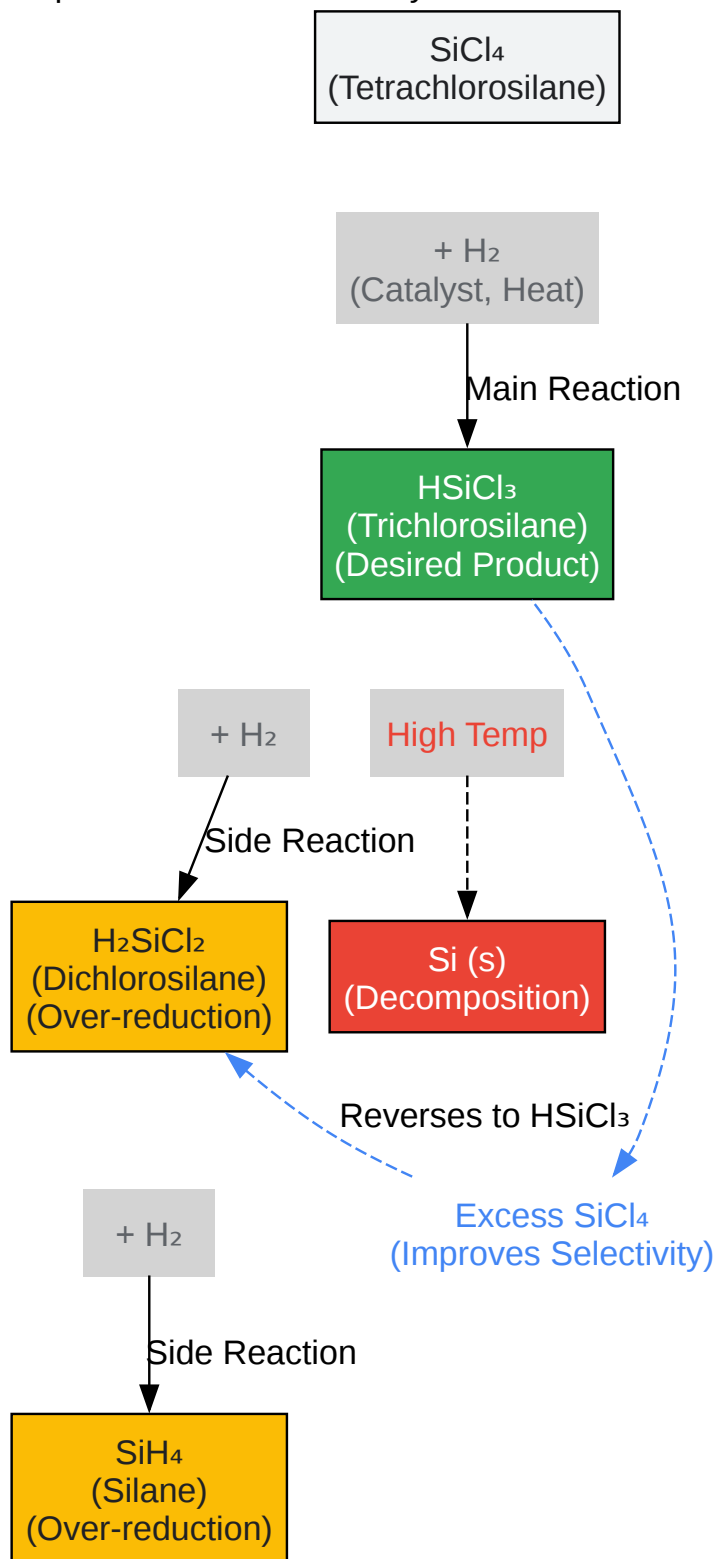 SiCl₄
(Tetrachlorosilane)
+ H₂
(Catalyst, Heat)
Main Reaction
HSiCl₃
(Trichlorosilane)
(Desired Product)
+ H₂
High Temp
Side Reaction
H₂SiCl₂
(Dichlorosilane)
(Over-reduction)
Si (s)
(Decomposition)
Reverses to HSiCl₃
Excess SiCl₄
(Improves Selectivity)
+ H₂
Side Reaction
SiH₄
(Silane)
(Over-reduction)